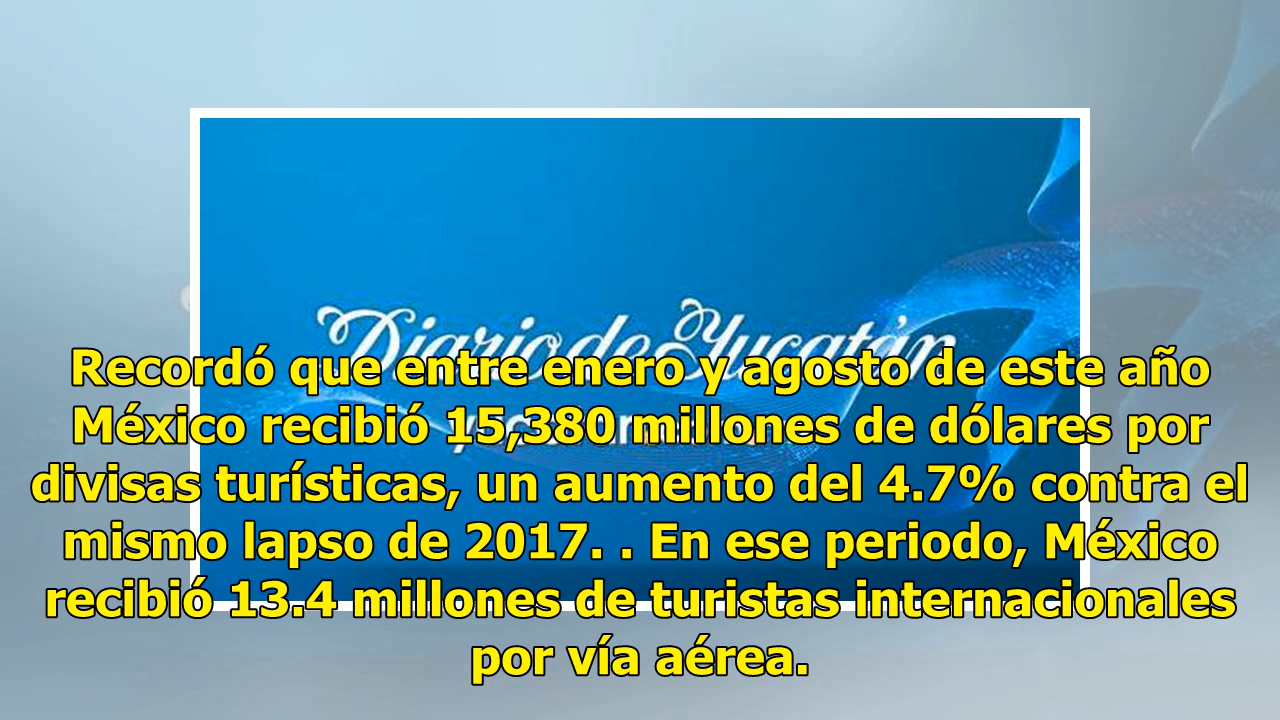 Diario de Yucatán
Recordó que entre enero y agosto de este año
México recibió 15,380 millones de dólares por
divisas turísticas, un aumento del 4.7% contra el
mismo lapso de 2017. . En ese periodo, México
recibió 13.4 millones de turistas internacionales
por vía aérea.